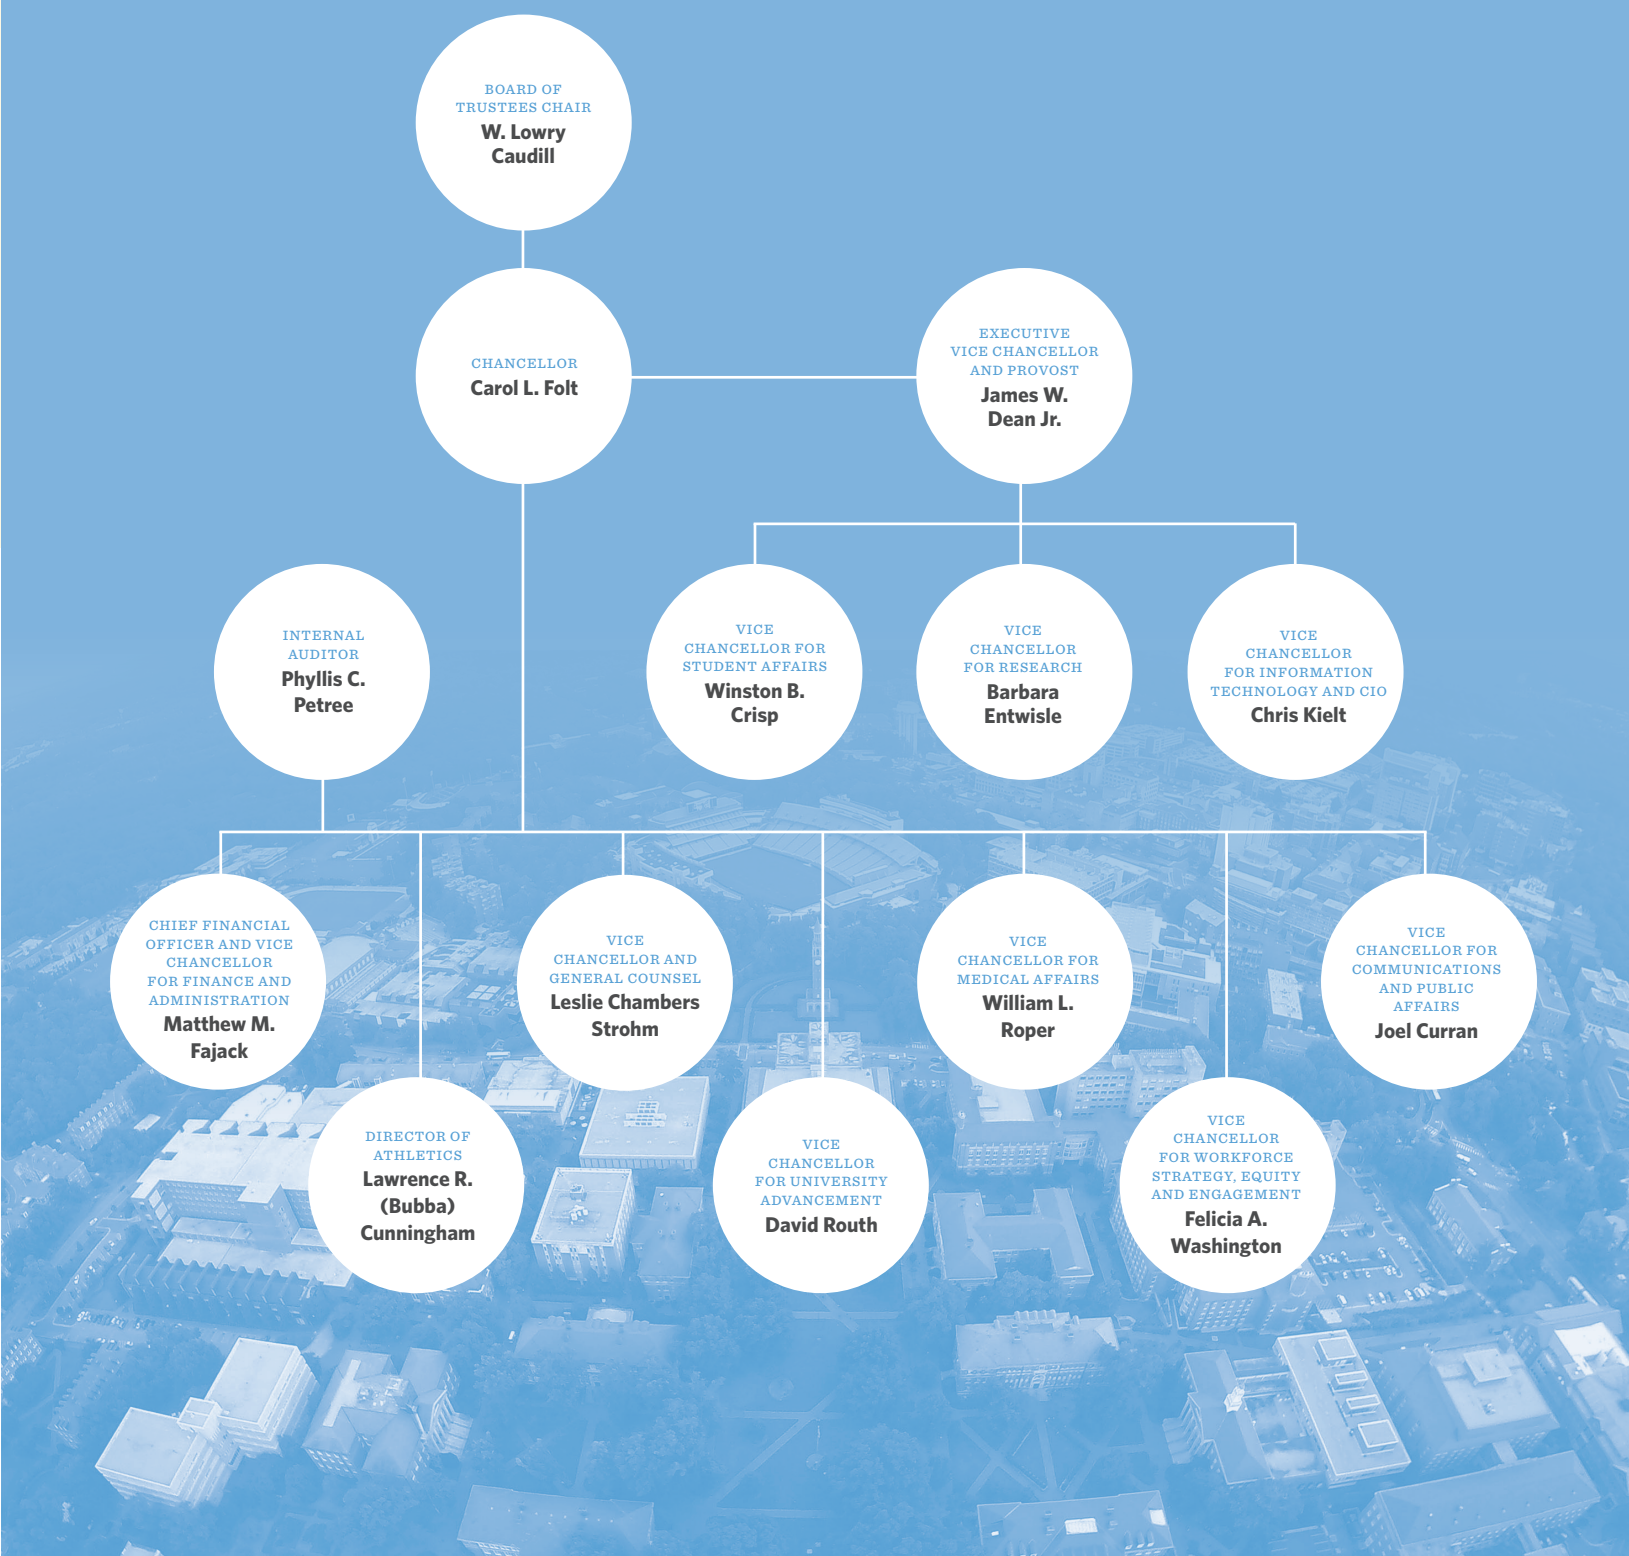 BOARD OF
TRUSTEES CHAIR
W. Lowry
Caudill
CHANCELLOR
Carol L. Folt
EXECUTIVE
VICE CHANCELLOR
AND PROVOST
James W.
Dean Jr.
INTERNAL
AUDITOR
Phyllis C.
Petree
VICE
CHANCELLOR FOR
STUDENT AFFAIRS
Winston B.
Crisp
VICE
CHANCELLOR
FOR RESEARCH
Barbara
Entwisle
VICE
CHANCELLOR
FOR INFORMATION
TECHNOLOGY AND CIO
Chris Kielt
CHIEF FINANCIAL
OFFICER AND VICE
CHANCELLOR
FOR FINANCE AND
ADMINISTRATION
Matthew M.
Fajack
DIRECTOR OF
ATHLETICS
Lawrence R.
(Bubba)
Cunningham
VICE
CHANCELLOR AND
GENERAL COUNSEL
Leslie Chambers
Strohm
VICE
CHANCELLOR
FOR UNIVERSITY
ADVANCEMENT
David Routh
VICE
CHANCELLOR FOR
MEDICAL AFFAIRS
William L.
Roper
VICE
CHANCELLOR
FOR WORKFORCE
STRATEGY, EQUITY
AND ENGAGEMENT
Felicia A.
Washington
VICE
CHANCELLOR FOR
COMMUNICATIONS
AND PUBLIC
AFFAIRS
Joel Curran